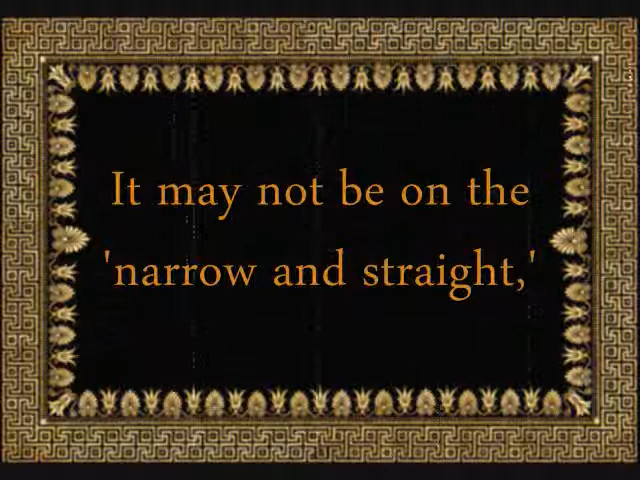 It may not be on the
'narrow and straight,'